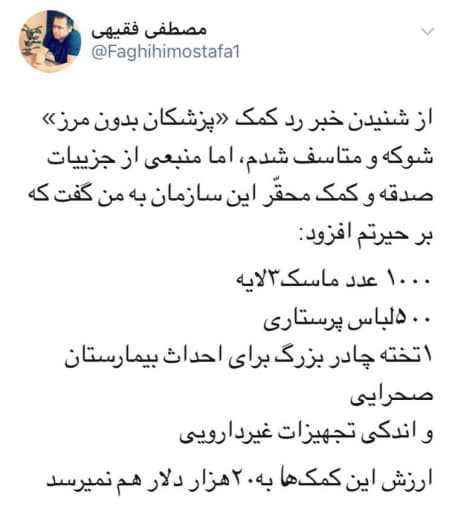 مصطفی فقیهی
@Faghihimostafa1
از شنیدن خبر رد کمک «پزشکان بدون مرز»
شوکه و متاسف شدم، اما منبعی از جزییات
صدقه و کمک محقّر این سازمان به من گفت که
بر حیرتم افزود:
۱۰۰۰ عدد ماسک۳لایه
۵۰۰لباس پرستاری
۱تخته چادر بزرگ برای احداث بیمارستان
صحرایی
و اندکی تجهیزات غیردارویی
ارزش این کمک‌ها به۲۰هزار دلار هم نمیرسد